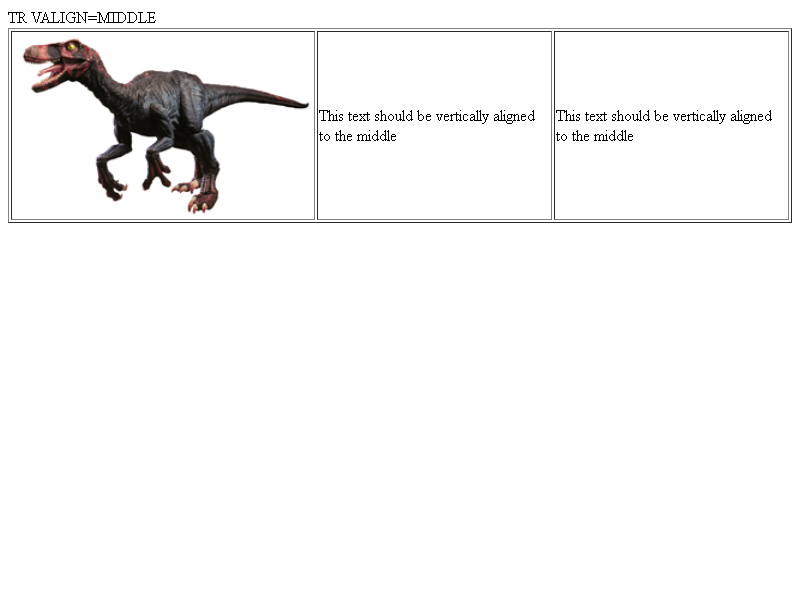 TR VALIGN=MIDDLE
This text should be vertically aligned
to the middle
This text should be vertically aligned
to the middle